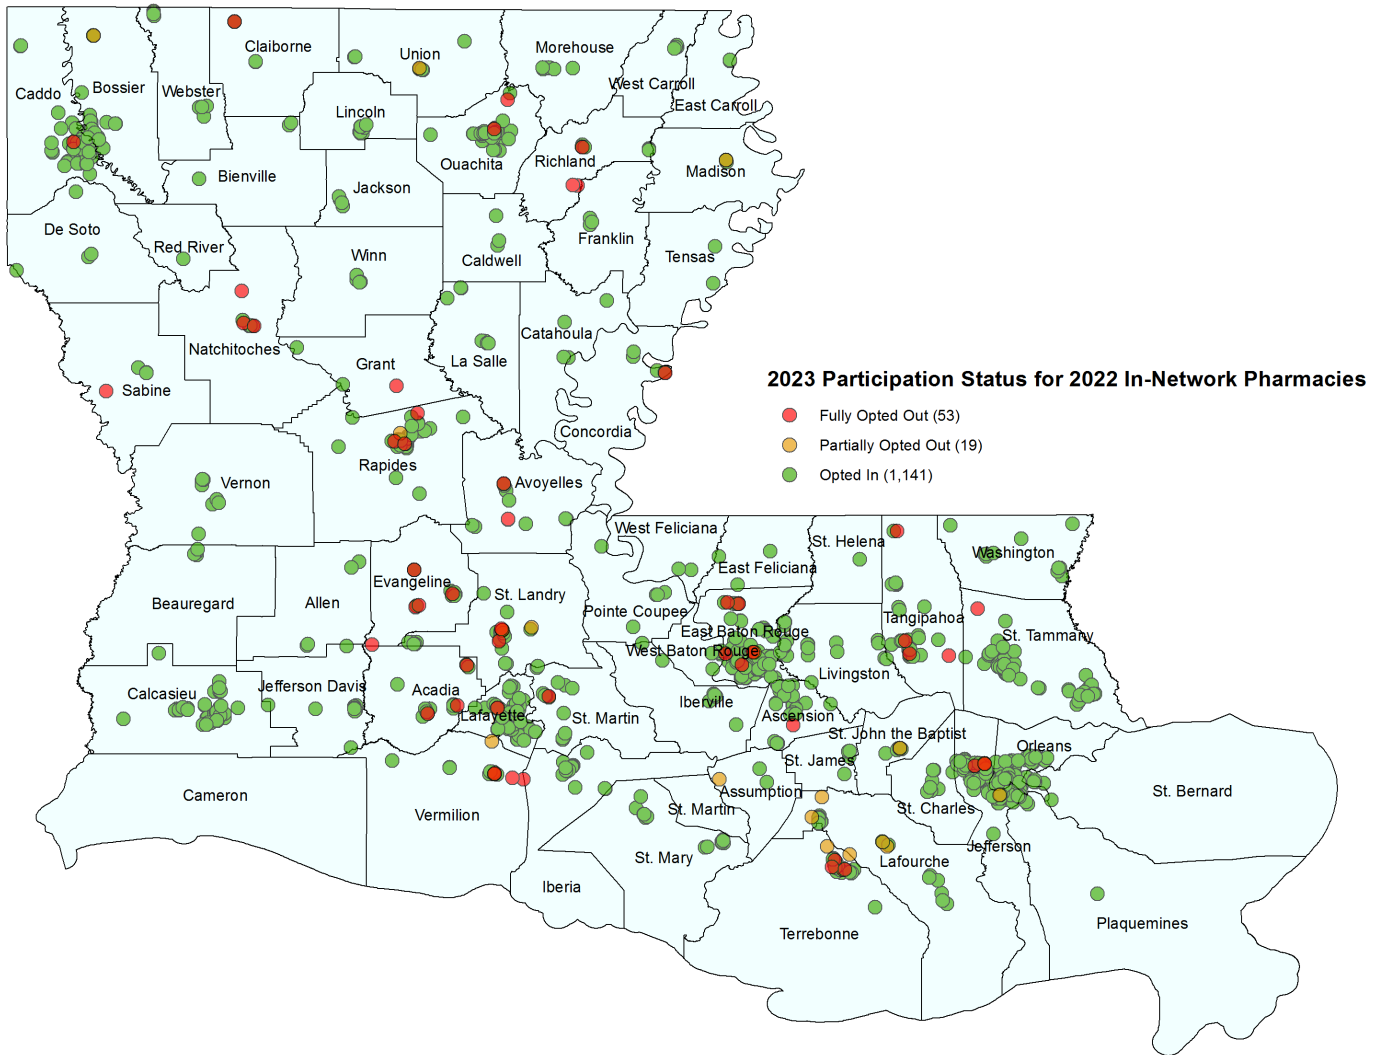 Claiborne
Union
Morehouse
West Carroll
Caddo
Bossier
Webster
East Carroll
Lincoln
Ouachita
Richland
Madison
Bienville
Jackson
De Soto
Red River
Winn
Caldwell
Franklin
Tensas
Natchitoches
Catahoula
La Salle
Grant
Sabine
2023 Participation Status for 2022 In-Network Pharmacies
Fully Opted Out (53)
Partially Opted Out (19)
Opted In (1,141)
Concordia
Rapides
Vernon
Avoyelles
West Feliciana
St. Helena
Washington
East Feliciana
Evangeline
St. Landry
Beauregard
Allen
Pointe Coupee
Tangipahoa
East Baton Rouge
St. Tammany
West Baton Rouge
Livingston
Calcasieu
Jefferson Davis
Acadia
Iberville
Lafayette
St. Martin
Ascension
St. John the Baptist
Orleans
St. James
Cameron
Assumption
St. Bernard
Vermilion
St. Martin
St. Charles
Jefferson
St. Mary
Lafourche
Iberia
Plaquemines
Terrebonne